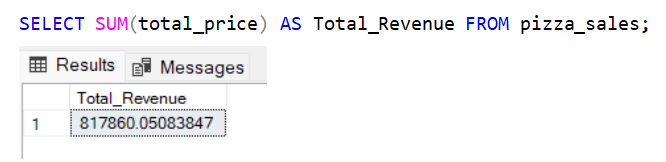 SELECT SUM(total_price) AS Total_Revenue FROM pizza_sales;
Results Messages
Total_Revenue
1 817860.05083847